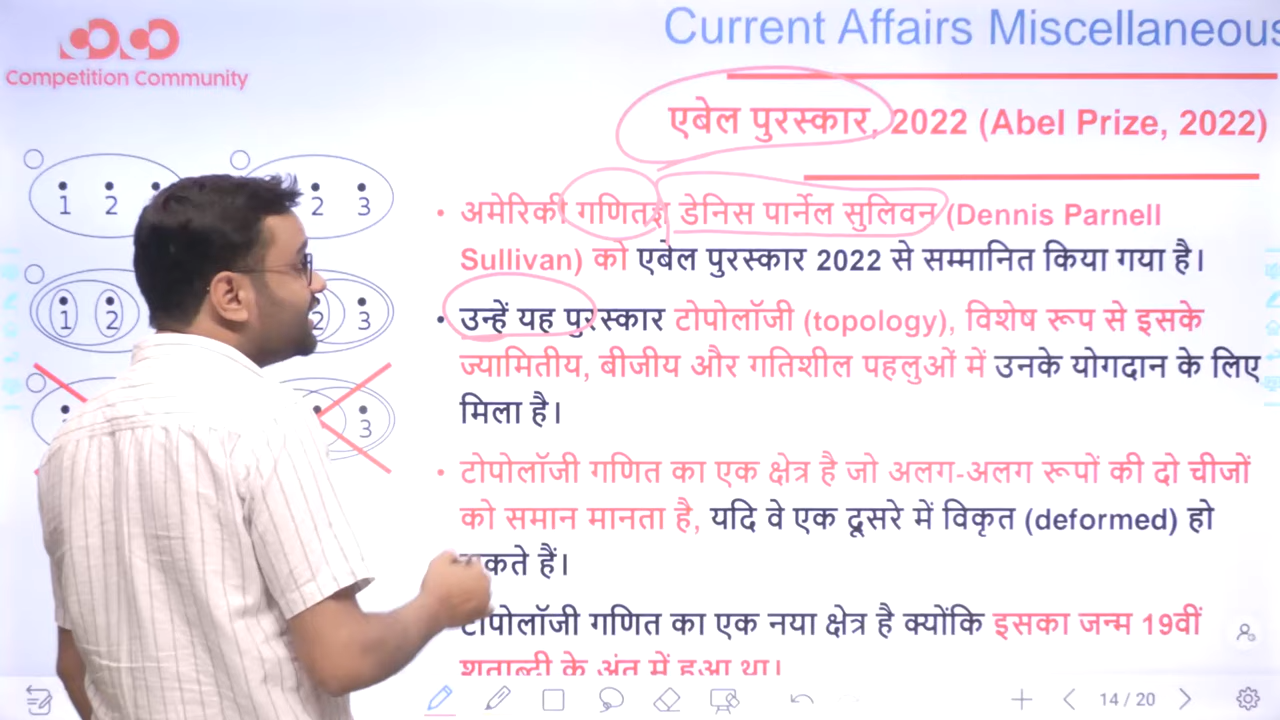 Competition Community
Current Affairs Miscellaneous
एबेल पुरस्कार, 2022 (Abel Prize, 2022)
1 2 2 3
1 2 2 3
3
• अमेरिकी गणितज्ञ डेनिस पार्नेल सुलिवन (Dennis Parnell
Sullivan) को एबेल पुरस्कार 2022 से सम्मानित किया गया है।
• उन्हें यह पुरस्कार टोपोलॉजी (topology), विशेष रूप से इसके
ज्यामितीय, बीजीय और गतिशील पहलुओं में उनके योगदान के लिए
मिला है।
• टोपोलॉजी गणित का एक क्षेत्र है जो अलग-अलग रूपों की दो चीजों
को समान मानता है, यदि वे एक दूसरे में विकृत (deformed) हो
सकते हैं।
टोपोलॉजी गणित का एक नया क्षेत्र है क्योंकि इसका जन्म 19वीं
शताब्दी के अंत में हुआ था।
14 / 20